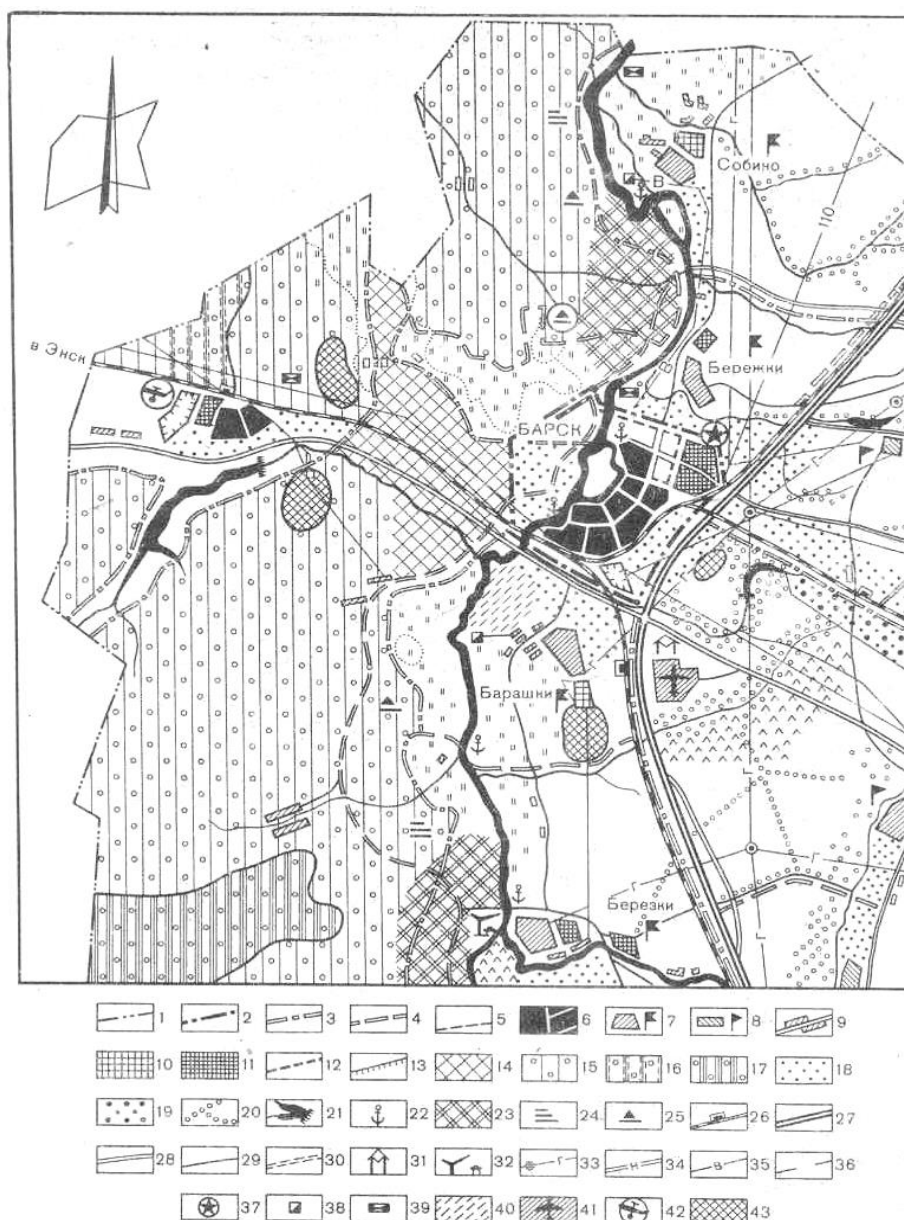 В
Собино
110
Бережки
в Энск
БАРСК
Г
Барашки
Г
Г
Березки
Г
1 2 3 4 5 6 7 8 9
10 11 12 13 14 15 16 17 18
19 20 21 22 23 24 25 26 27
28 29 30 31 32 Г 33 Н 34 В 35 36
37 38 39 40 41 42 43